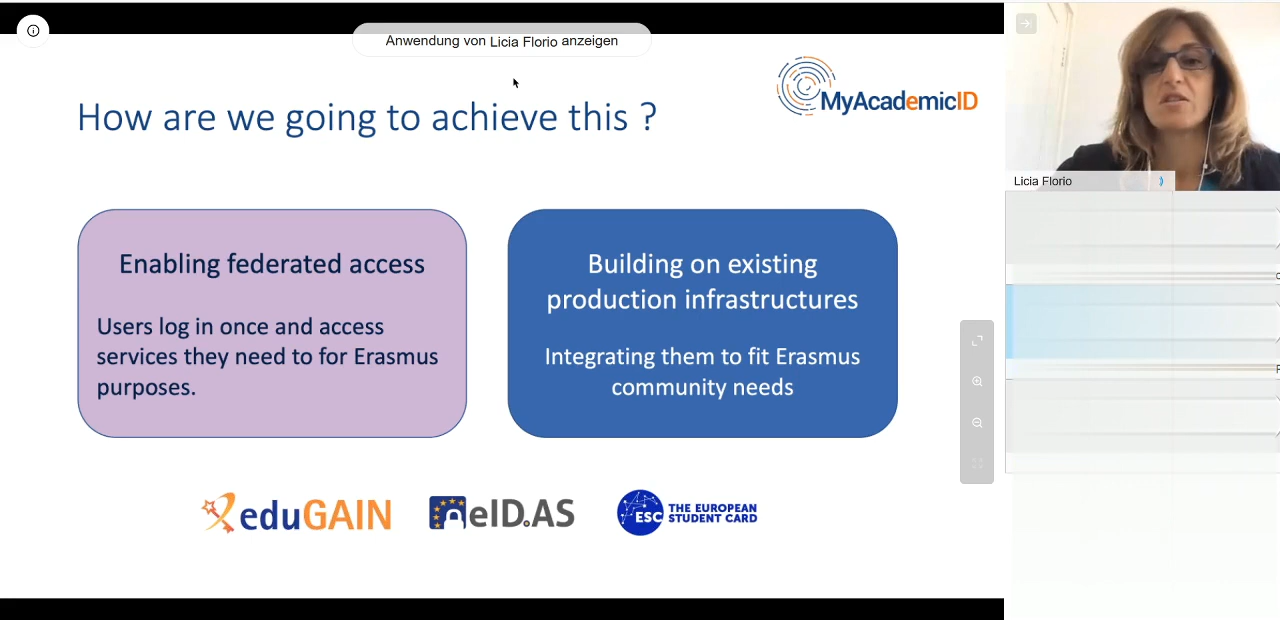 Anwendung von Licia Florio anzeigen
MyAcademicID
How are we going to achieve this ?
Enabling federated access
Users log in once and access
services they need to for Erasmus
purposes.
Building on existing
production infrastructures
Integrating them to fit Erasmus
community needs
eduGAIN
eID.AS
ESC
THE EUROPEAN
STUDENT CARD
Licia Florio